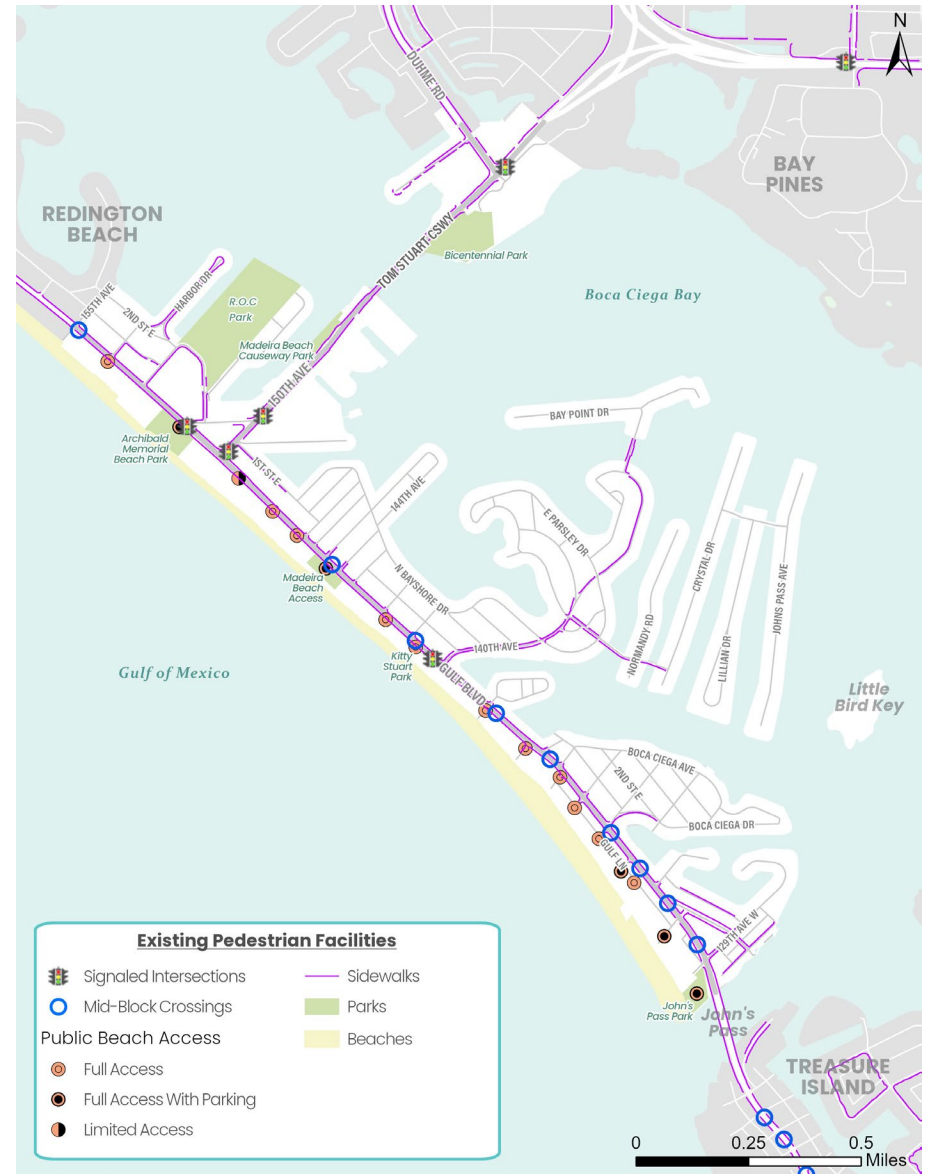 N
DUHME RD
BAY
PINES
REDINGTON
BEACH
TOM STUART CSWY
Bicentennial Park
155TH AVE
2ND ST E
HARBOR DR
R.O.C
Park
Boca Ciega Bay
Madeira Beach
Causeway Park
150TH AVE
Archibald
Memorial
Beach Park
1ST ST E
144TH AVE
BAY POINT DR
E PARSLEY DR
CRYSTAL DR
JOHNS PASS AVE
Madeira
Beach
Access
N BAYSHORE DR
NORMANDY RD
LILLIAN DR
140TH AVE
Kitty
Stuart
Park
GULF BLVD
Gulf of Mexico
Little
Bird Key
BOCA CIEGA AVE
2ND ST E
BOCA CIEGA DR
GULF LN
129TH AVE W
John's
Pass Park
John's
Pass
TREASURE
ISLAND
Existing Pedestrian Facilities
Signaled Intersections
Mid-Block Crossings
Public Beach Access
Full Access
Full Access With Parking
Limited Access
Sidewalks
Parks
Beaches
0 0.25 0.5
Miles